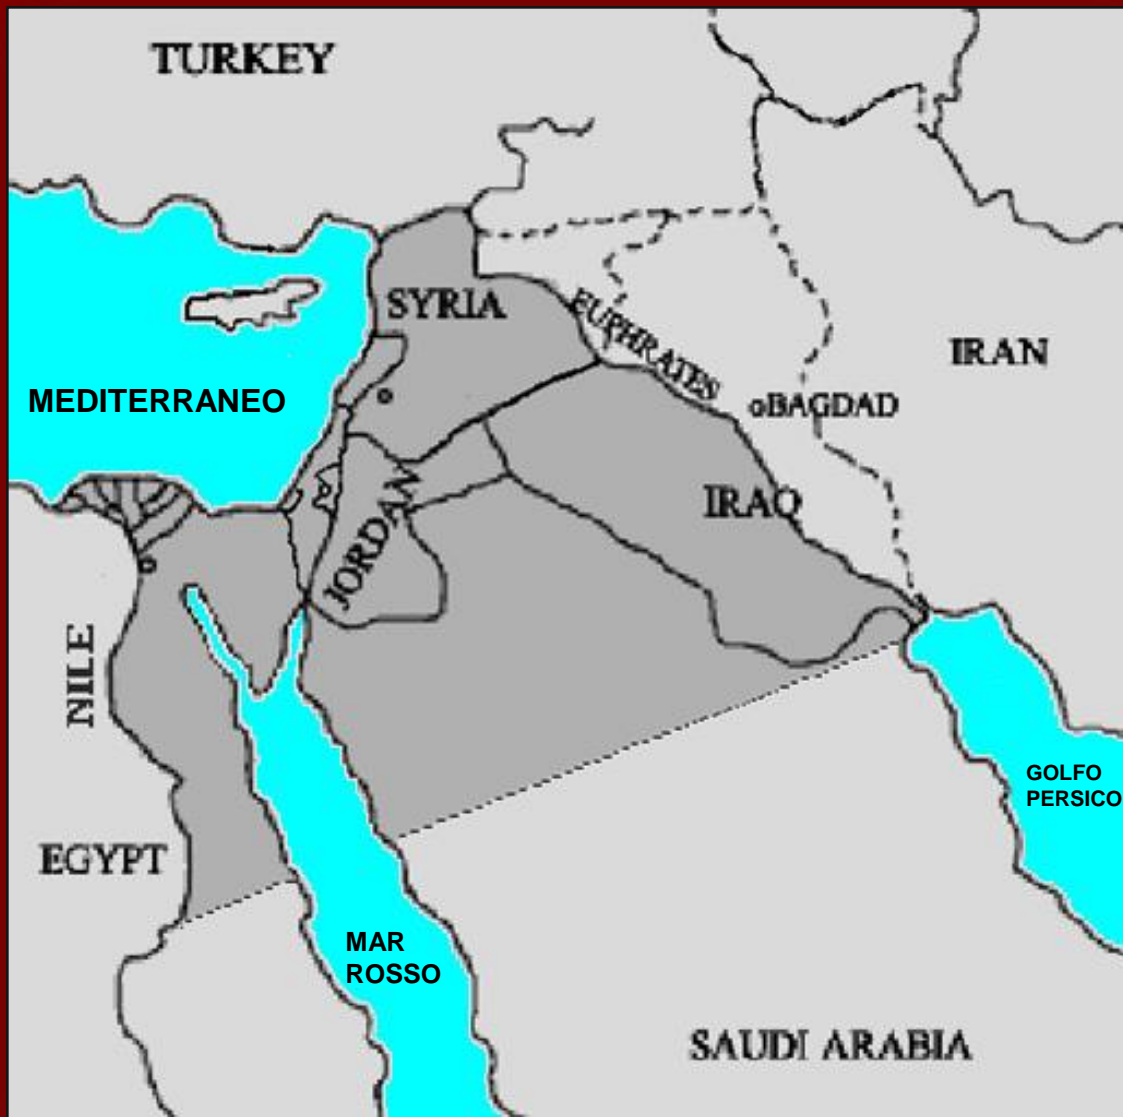 TURKEY
SYRIA
EUPHRATES
IRAN
MEDITERRANEO
oBAGDAD
IRAQ
JORDAN
NILE
GOLFO
PERSICO
EGYPT
MAR
ROSSO
SAUDI ARABIA